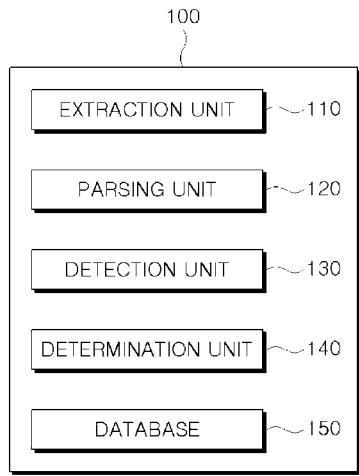 100
EXTRACTION UNIT 110
PARSING UNIT 120
DETECTION UNIT 130
DETERMINATION UNIT 140
DATABASE 150